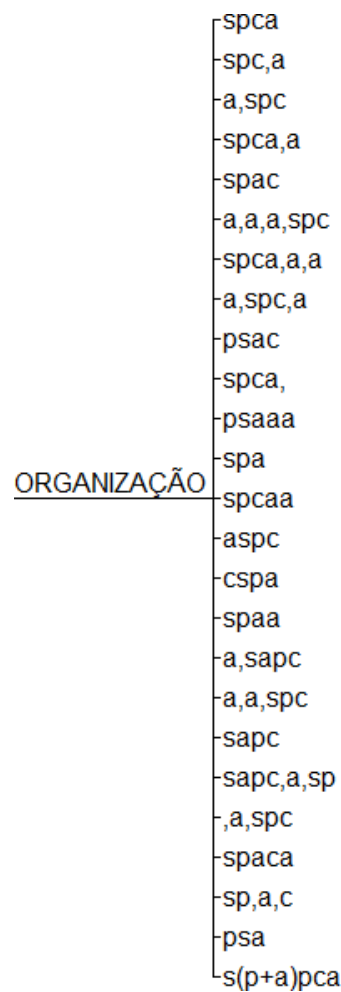 spca
spc,a
a,spc
spca,a
spac
a,a,a,spc
spca,a,a
a,spc,a
psac
spca,
psaaa
spa
ORGANIZAÇÃO
spcaa
aspc
cspa
spaa
a,sapc
a,a,spc
sapc
sapc,a,sp
,a,spc
spaca
sp,a,c
psa
s(p+a)pca